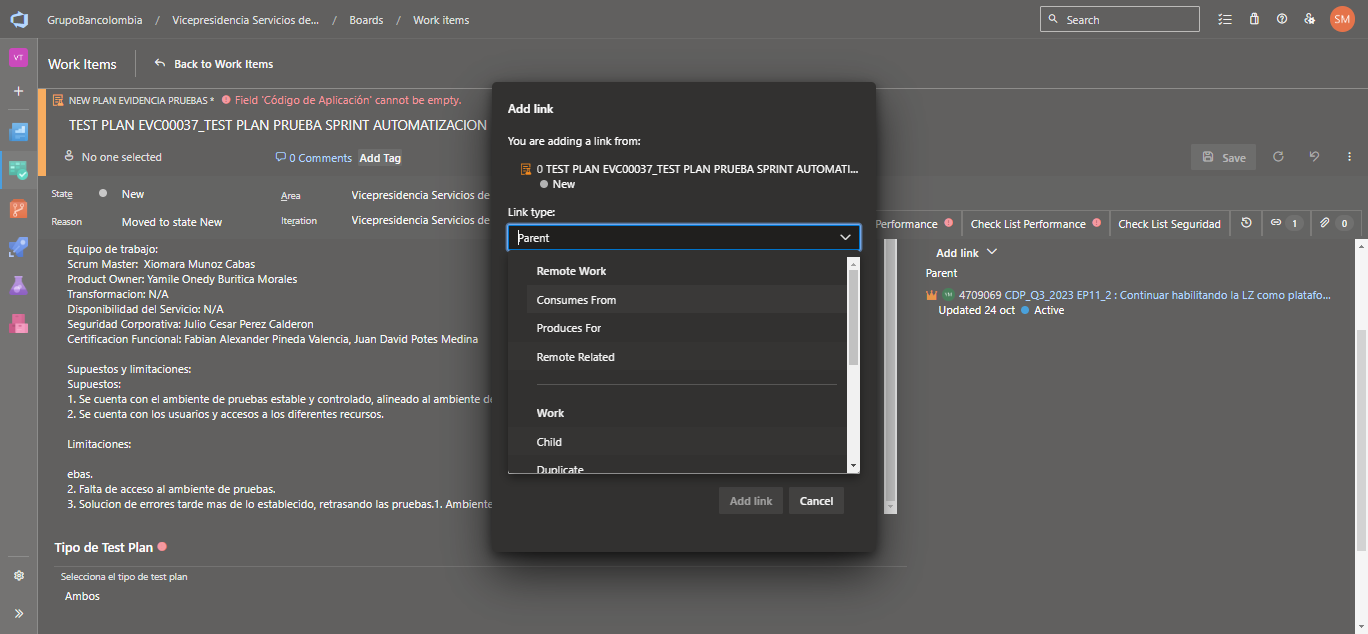 GrupoBancolombia / Vicepresidencia Servicios de... / Boards / Work items
Search
SM
VT
Work Items
Back to Work Items
NEW PLAN EVIDENCIA PRUEBAS * Field 'Código de Aplicación' cannot be empty.
TEST PLAN EVC00037_TEST PLAN PRUEBA SPRINT AUTOMATIZACION
No one selected
0 Comments
Add Tag
Save
State
New
Area
Vicepresidencia Servicios de
Reason
Moved to state New
Iteration
Vicepresidencia Servicios de
Performance
Check List Performance
Check List Seguridad
1
0
Equipo de trabajo:
Scrum Master: Xiomara Munoz Cabas
Product Owner: Yamile Onedy Buritica Morales
Transformacion: N/A
Disponibilidad del Servicio: N/A
Seguridad Corporativa: Julio Cesar Perez Calderon
Certificacion Funcional: Fabian Alexander Pineda Valencia, Juan David Potes Medina
Supuestos y limitaciones:
Supuestos:
1. Se cuenta con el ambiente de pruebas estable y controlado, alineado al ambiente de
2. Se cuenta con los usuarios y accesos a los diferentes recursos.
Limitaciones:
ebas.
2. Falta de acceso al ambiente de pruebas.
3. Solucion de errores tarde mas de lo establecido, retrasando las pruebas.1. Ambiente
Tipo de Test Plan
Selecciona el tipo de test plan
Ambos
Add link
You are adding a link from:
0 TEST PLAN EVC00037_TEST PLAN PRUEBA SPRINT AUTOMATI...
New
Link type:
Parent
Remote Work
Consumes From
Produces For
Remote Related
Work
Child
Duplicate
Add link
Cancel
Add link
Parent
YM 4709069 CDP_Q3_2023 EP11_2 : Continuar habilitando la LZ como platafo...
Updated 24 oct Active